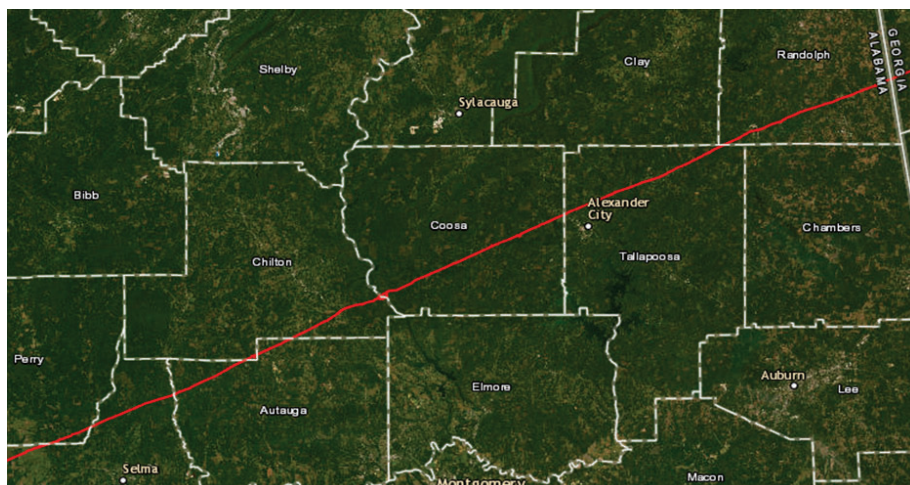 Shelby
Clay
Randolph
GEORGIA
ALABAMA
Sylacauga
Bibb
Coosa
Alexander
City
Chambers
Chilton
Tallapoosa
Perry
Elmore
Auburn
Lee
Autauga
Selma
Montgomery
Macon